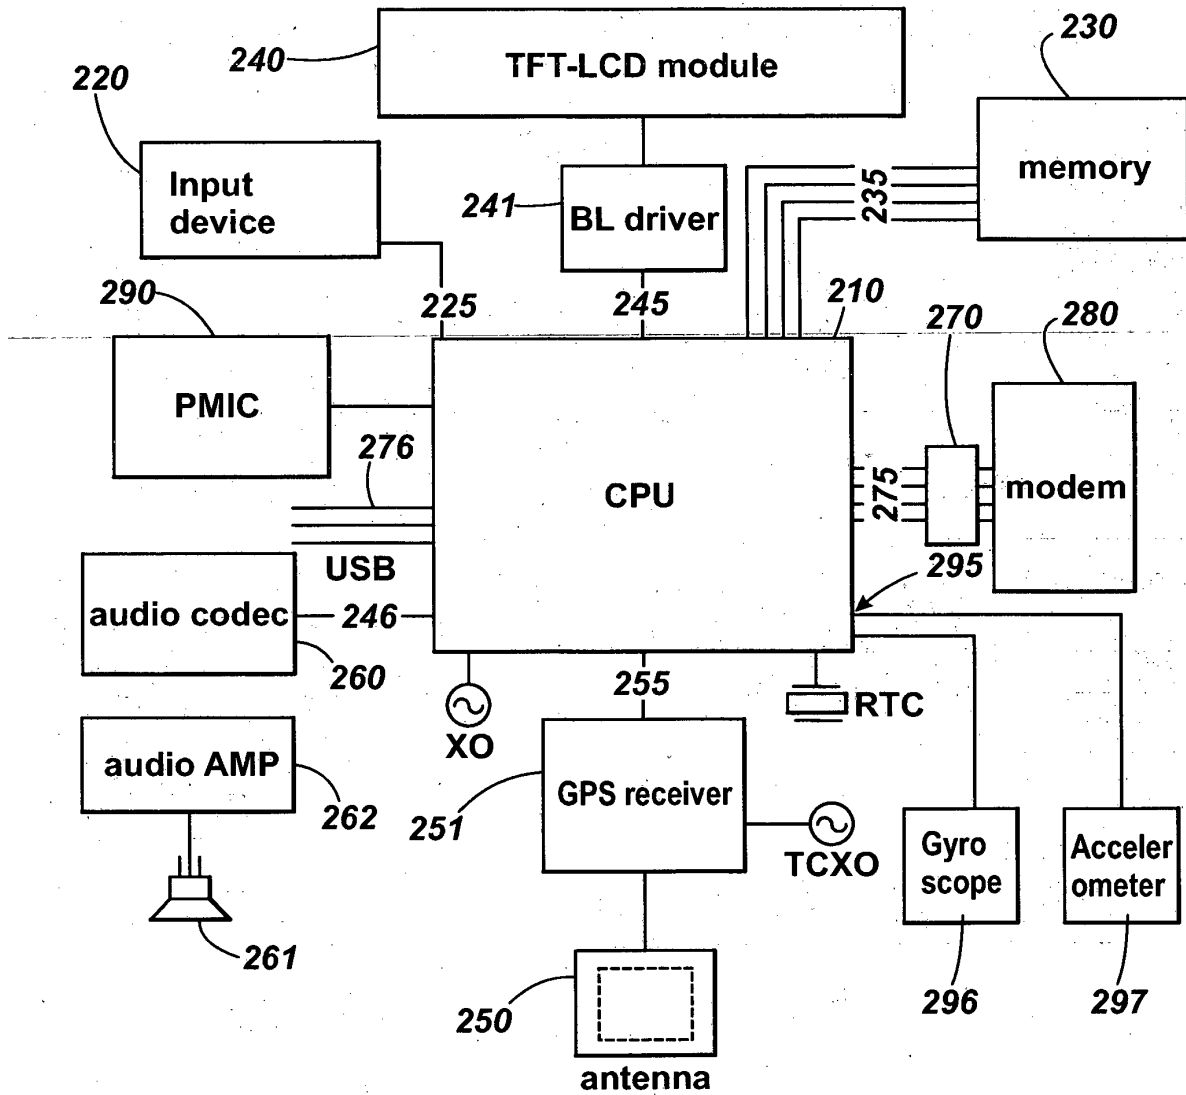 230
240
TFT-LCD module
220
memory
Input
device
241
BL driver
235
290
225
245
210
270
280
PMIC
276
CPU
275
modem
USB
295
audio codec
246
260
255
RTC
XO
audio AMP
262
251
GPS receiver
TCXO
Gyro
scope
Acceler
ometer
261
250
296
297
antenna